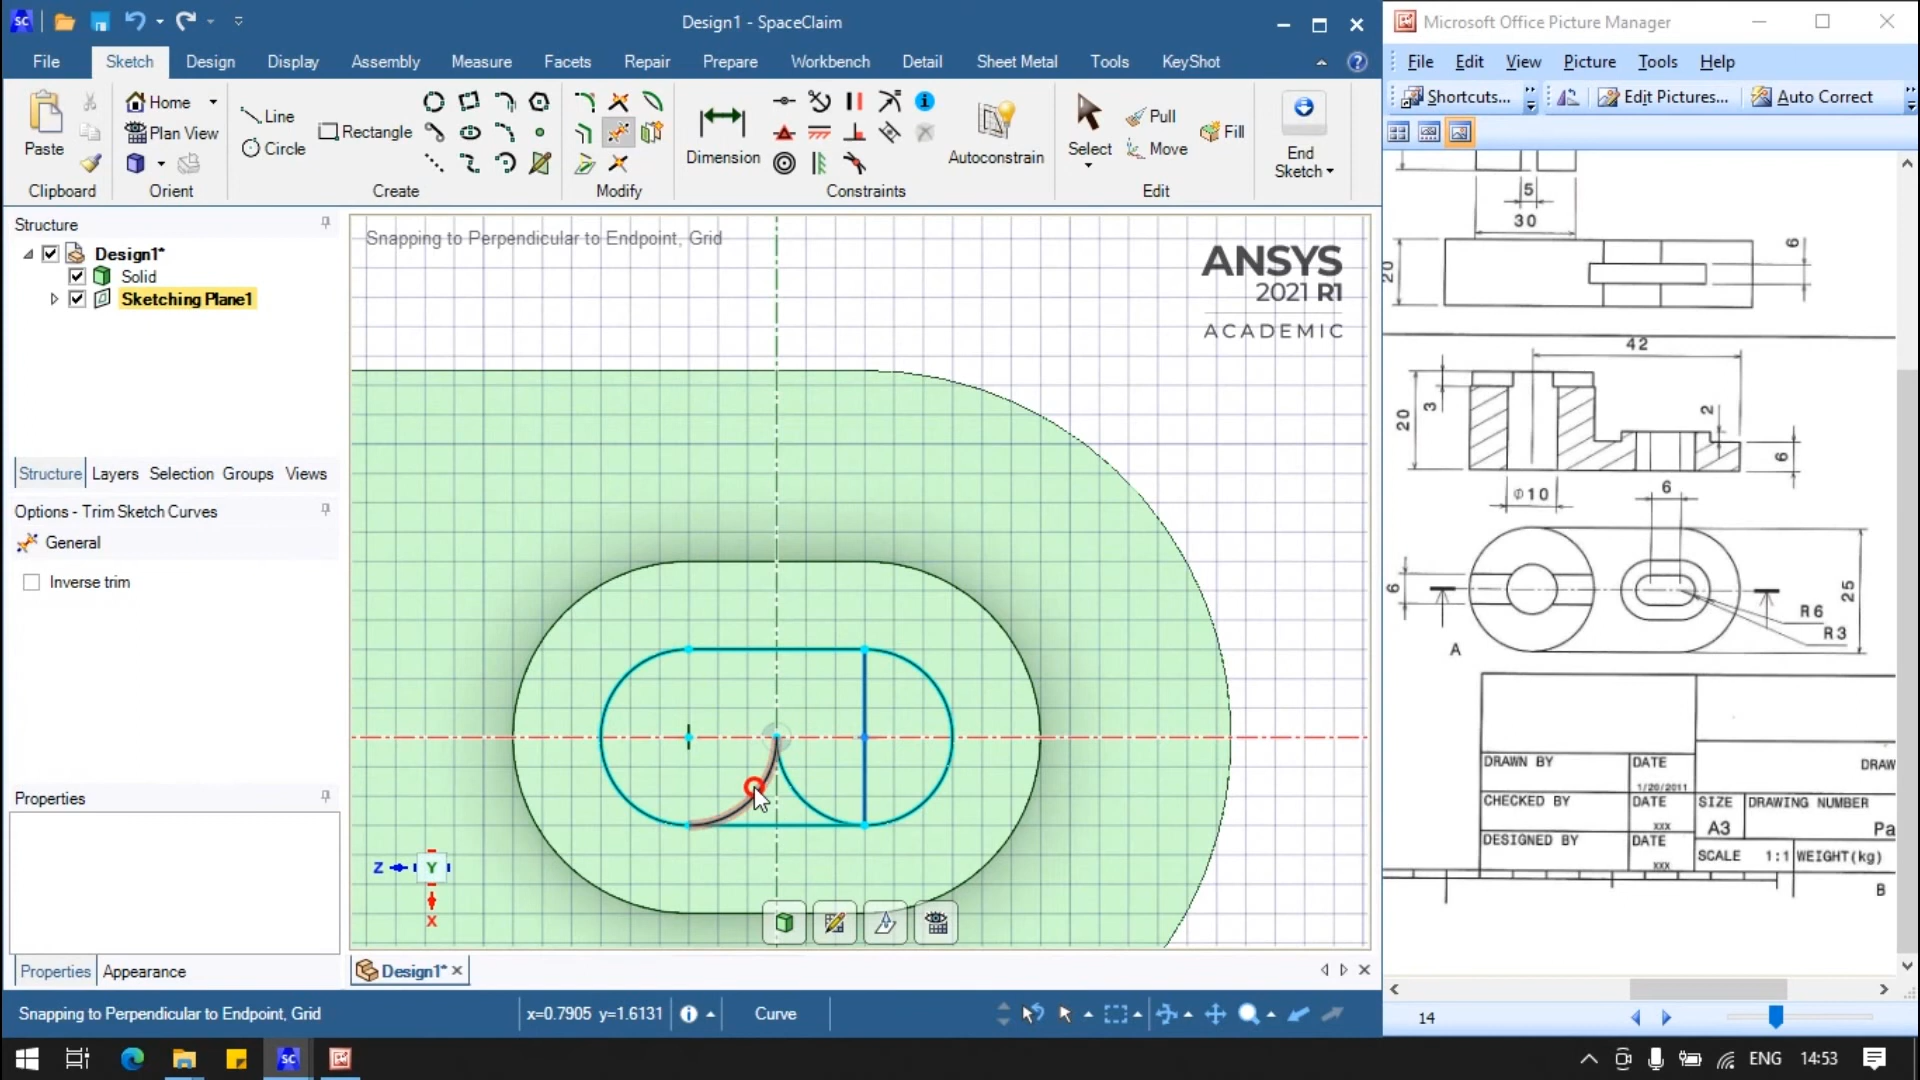 Design1 - SpaceClaim
File
Sketch
Design
Display
Assembly
Measure
Facets
Repair
Prepare
Workbench
Detail
Sheet Metal
Tools
KeyShot
Paste
Clipboard
Home
Plan View
Orient
Line
Circle
Rectangle
Create
Modify
Dimension
Autoconstrain
Constraints
Select
Pull
Move
Fill
Edit
End
Sketch
Structure
Design1*
Solid
Sketching Plane1
Structure
Layers
Selection
Groups
Views
Options - Trim Sketch Curves
General
Inverse trim
Properties
Properties
Appearance
Snapping to Perpendicular to Endpoint, Grid
ANSYS
2021 R1
ACADEMIC
Z
Y
X
Design1*
Snapping to Perpendicular to Endpoint, Grid
x=0.7905 y=1.6131
Curve
Microsoft Office Picture Manager
File
Edit
View
Picture
Tools
Help
Shortcuts...
Edit Pictures...
Auto Correct
5
30
6
20
42
3
20
2
6
Φ10
6
6
25
R6
R3
A
DRAWN BY
DATE
1/20/2011
DRAW
CHECKED BY
DATE
xxx
SIZE
A3
DRAWING NUMBER
Pa
DESIGNED BY
DATE
xxx
SCALE 1:1
WEIGHT(kg)
B
14
SC
ENG
14:53